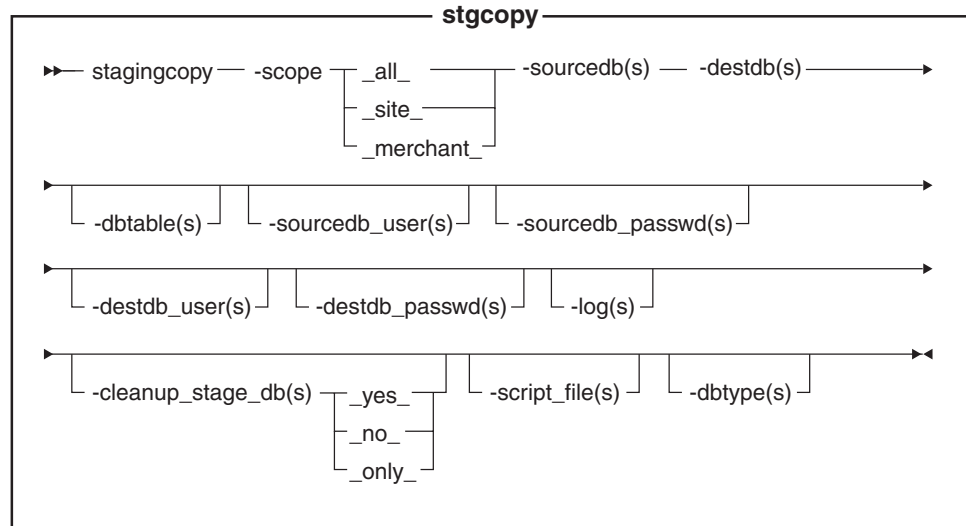 stgcopy
stagingcopy -scope _all_ -sourcedb(s) -destdb(s)
_site_
_merchant_
-dbtable(s) -sourcedb_user(s) -sourcedb_passwd(s)
-destdb_user(s) -destdb_passwd(s) -log(s)
-cleanup_stage_db(s) _yes_ -script_file(s) -dbtype(s)
_no_
_only_